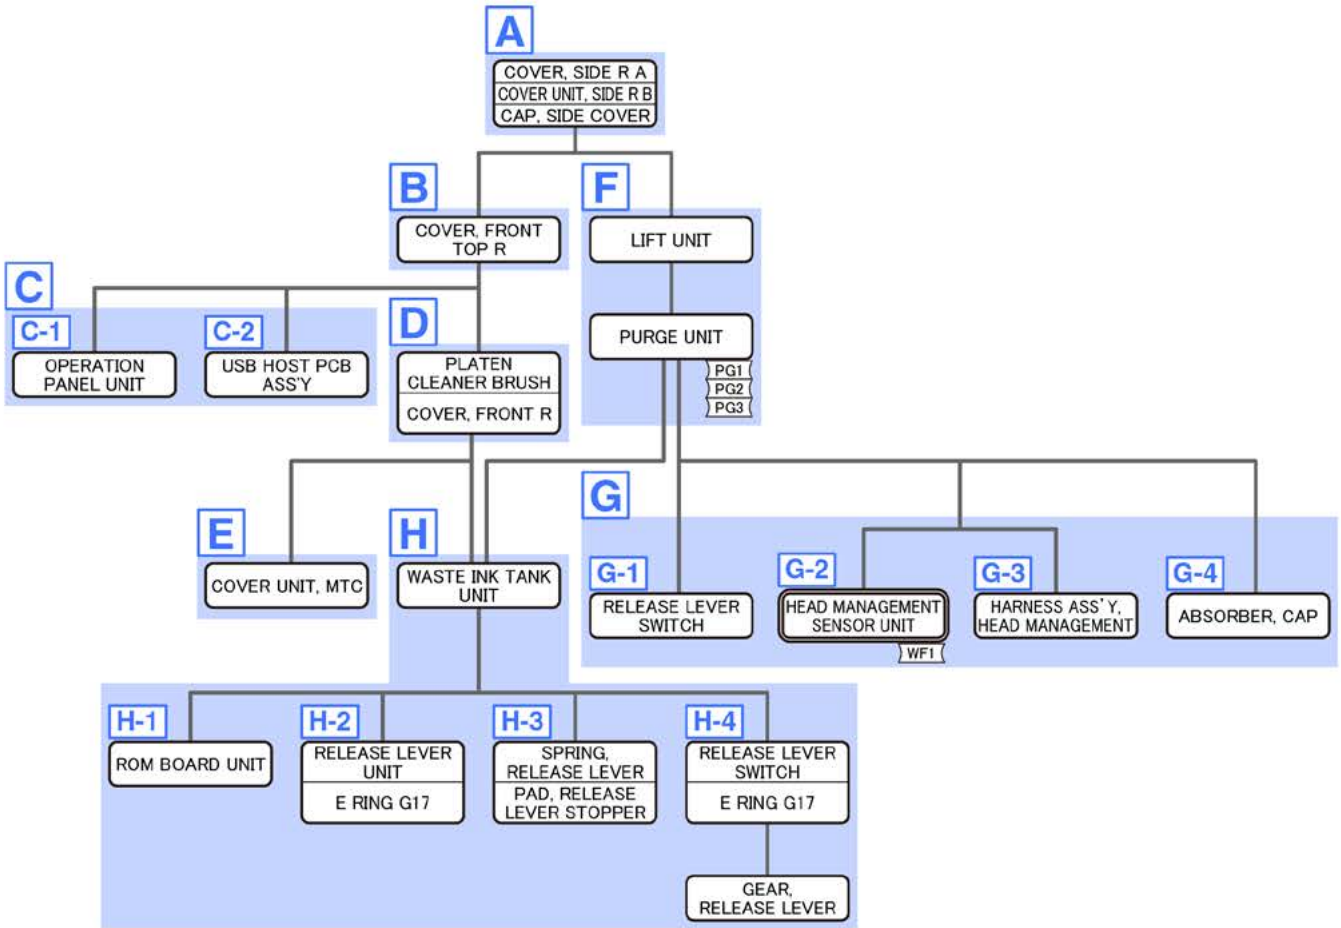 A
COVER, SIDE R A
COVER UNIT, SIDE R B
CAP, SIDE COVER
B
COVER, FRONT
TOP R
F
LIFT UNIT
PURGE UNIT
PG1
PG2
PG3
C
C-1
OPERATION
PANEL UNIT
C-2
USB HOST PCB
ASS'Y
D
PLATEN
CLEANER BRUSH
COVER, FRONT R
E
COVER UNIT, MTC
H
WASTE INK TANK
UNIT
G
G-1
RELEASE LEVER
SWITCH
G-2
HEAD MANAGEMENT
SENSOR UNIT
WF1
G-3
HARNESS ASS'Y,
HEAD MANAGEMENT
G-4
ABSORBER, CAP
H-1
ROM BOARD UNIT
H-2
RELEASE LEVER
UNIT
E RING G17
H-3
SPRING,
RELEASE LEVER
PAD, RELEASE
LEVER STOPPER
H-4
RELEASE LEVER
SWITCH
E RING G17
GEAR,
RELEASE LEVER